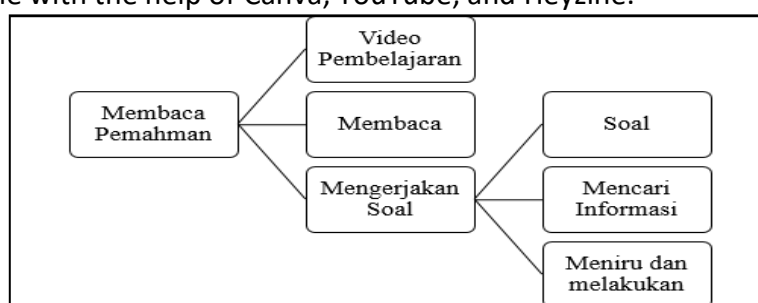 me with the help of Canva, YouTube, and Heyzine.
Video
Pembelajaran
Membaca
Pemahman
Membaca
Mengerjakan
Soal
Soal
Mencari
Informasi
Meniru dan
melakukan